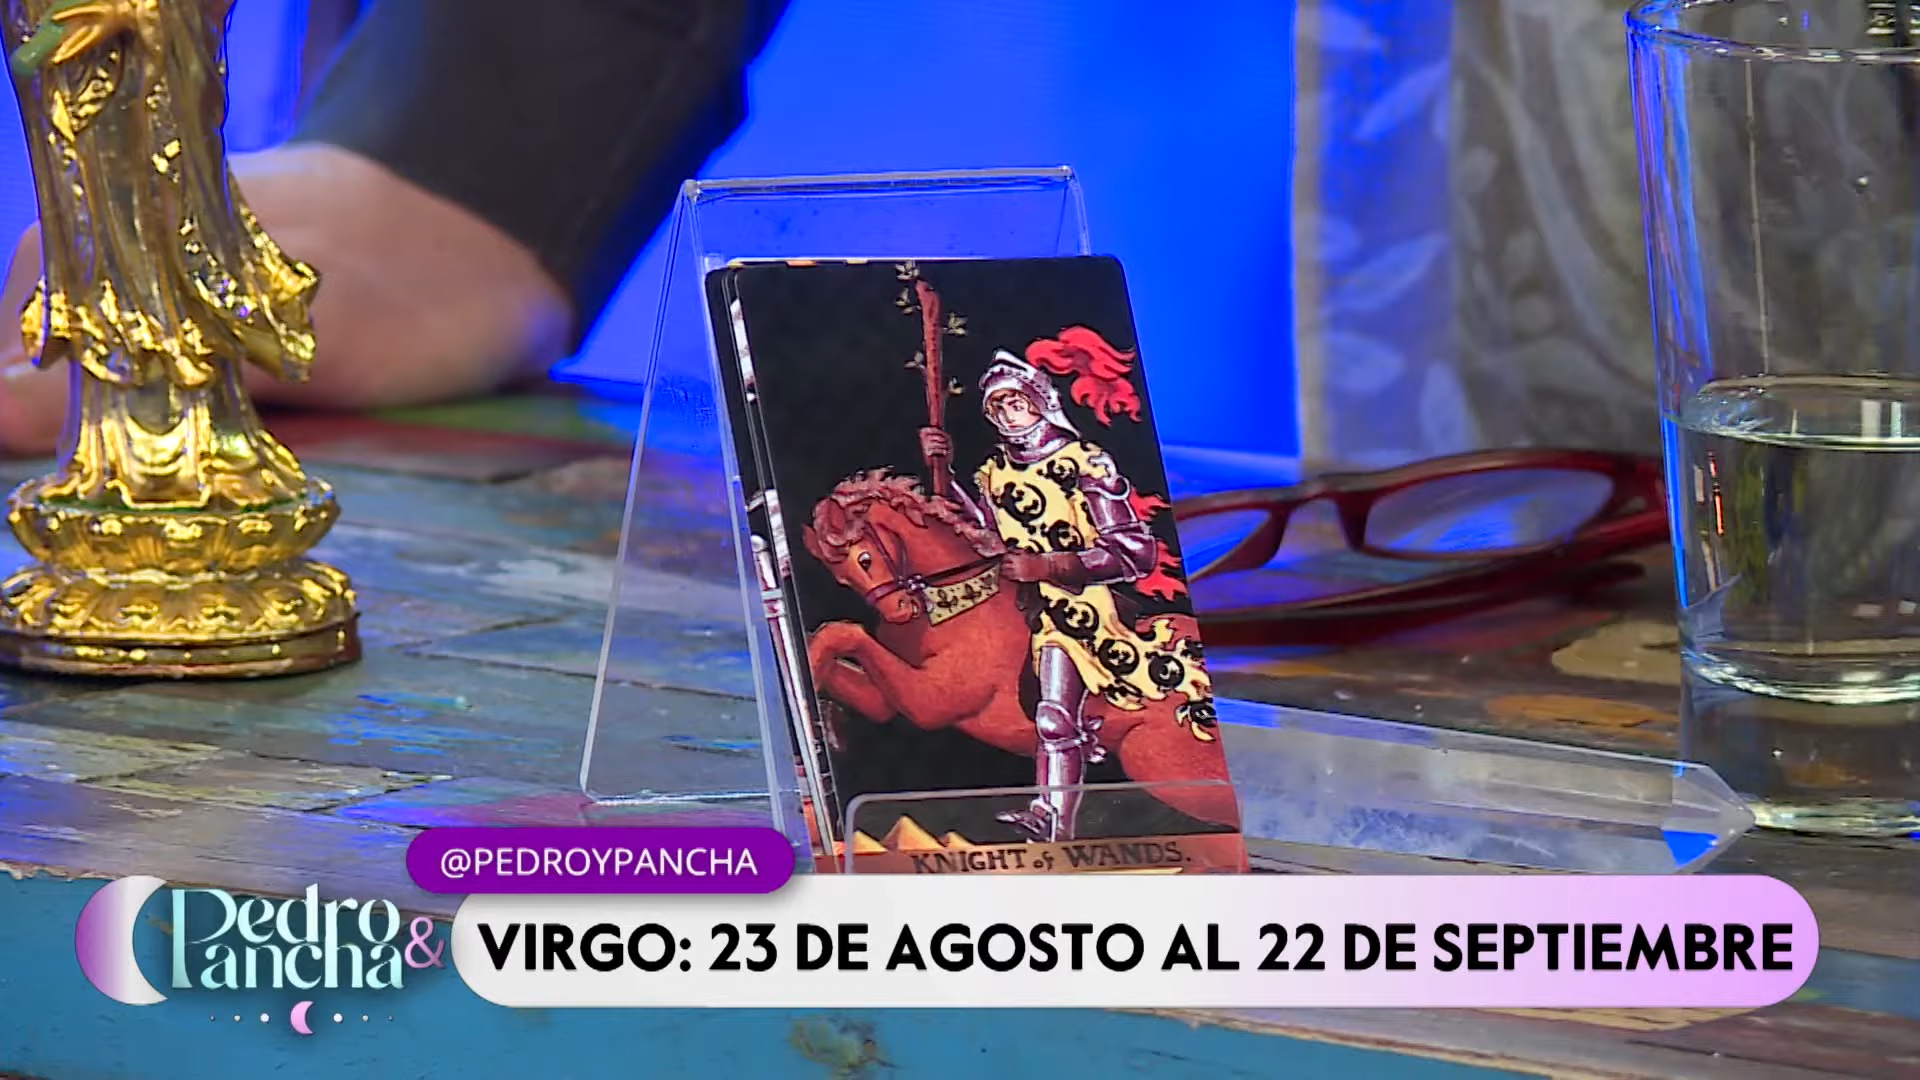 KNIGHT of WANDS.
@PEDROYPANCHA
Pedro &
Pancha
VIRGO: 23 DE AGOSTO AL 22 DE SEPTIEMBRE